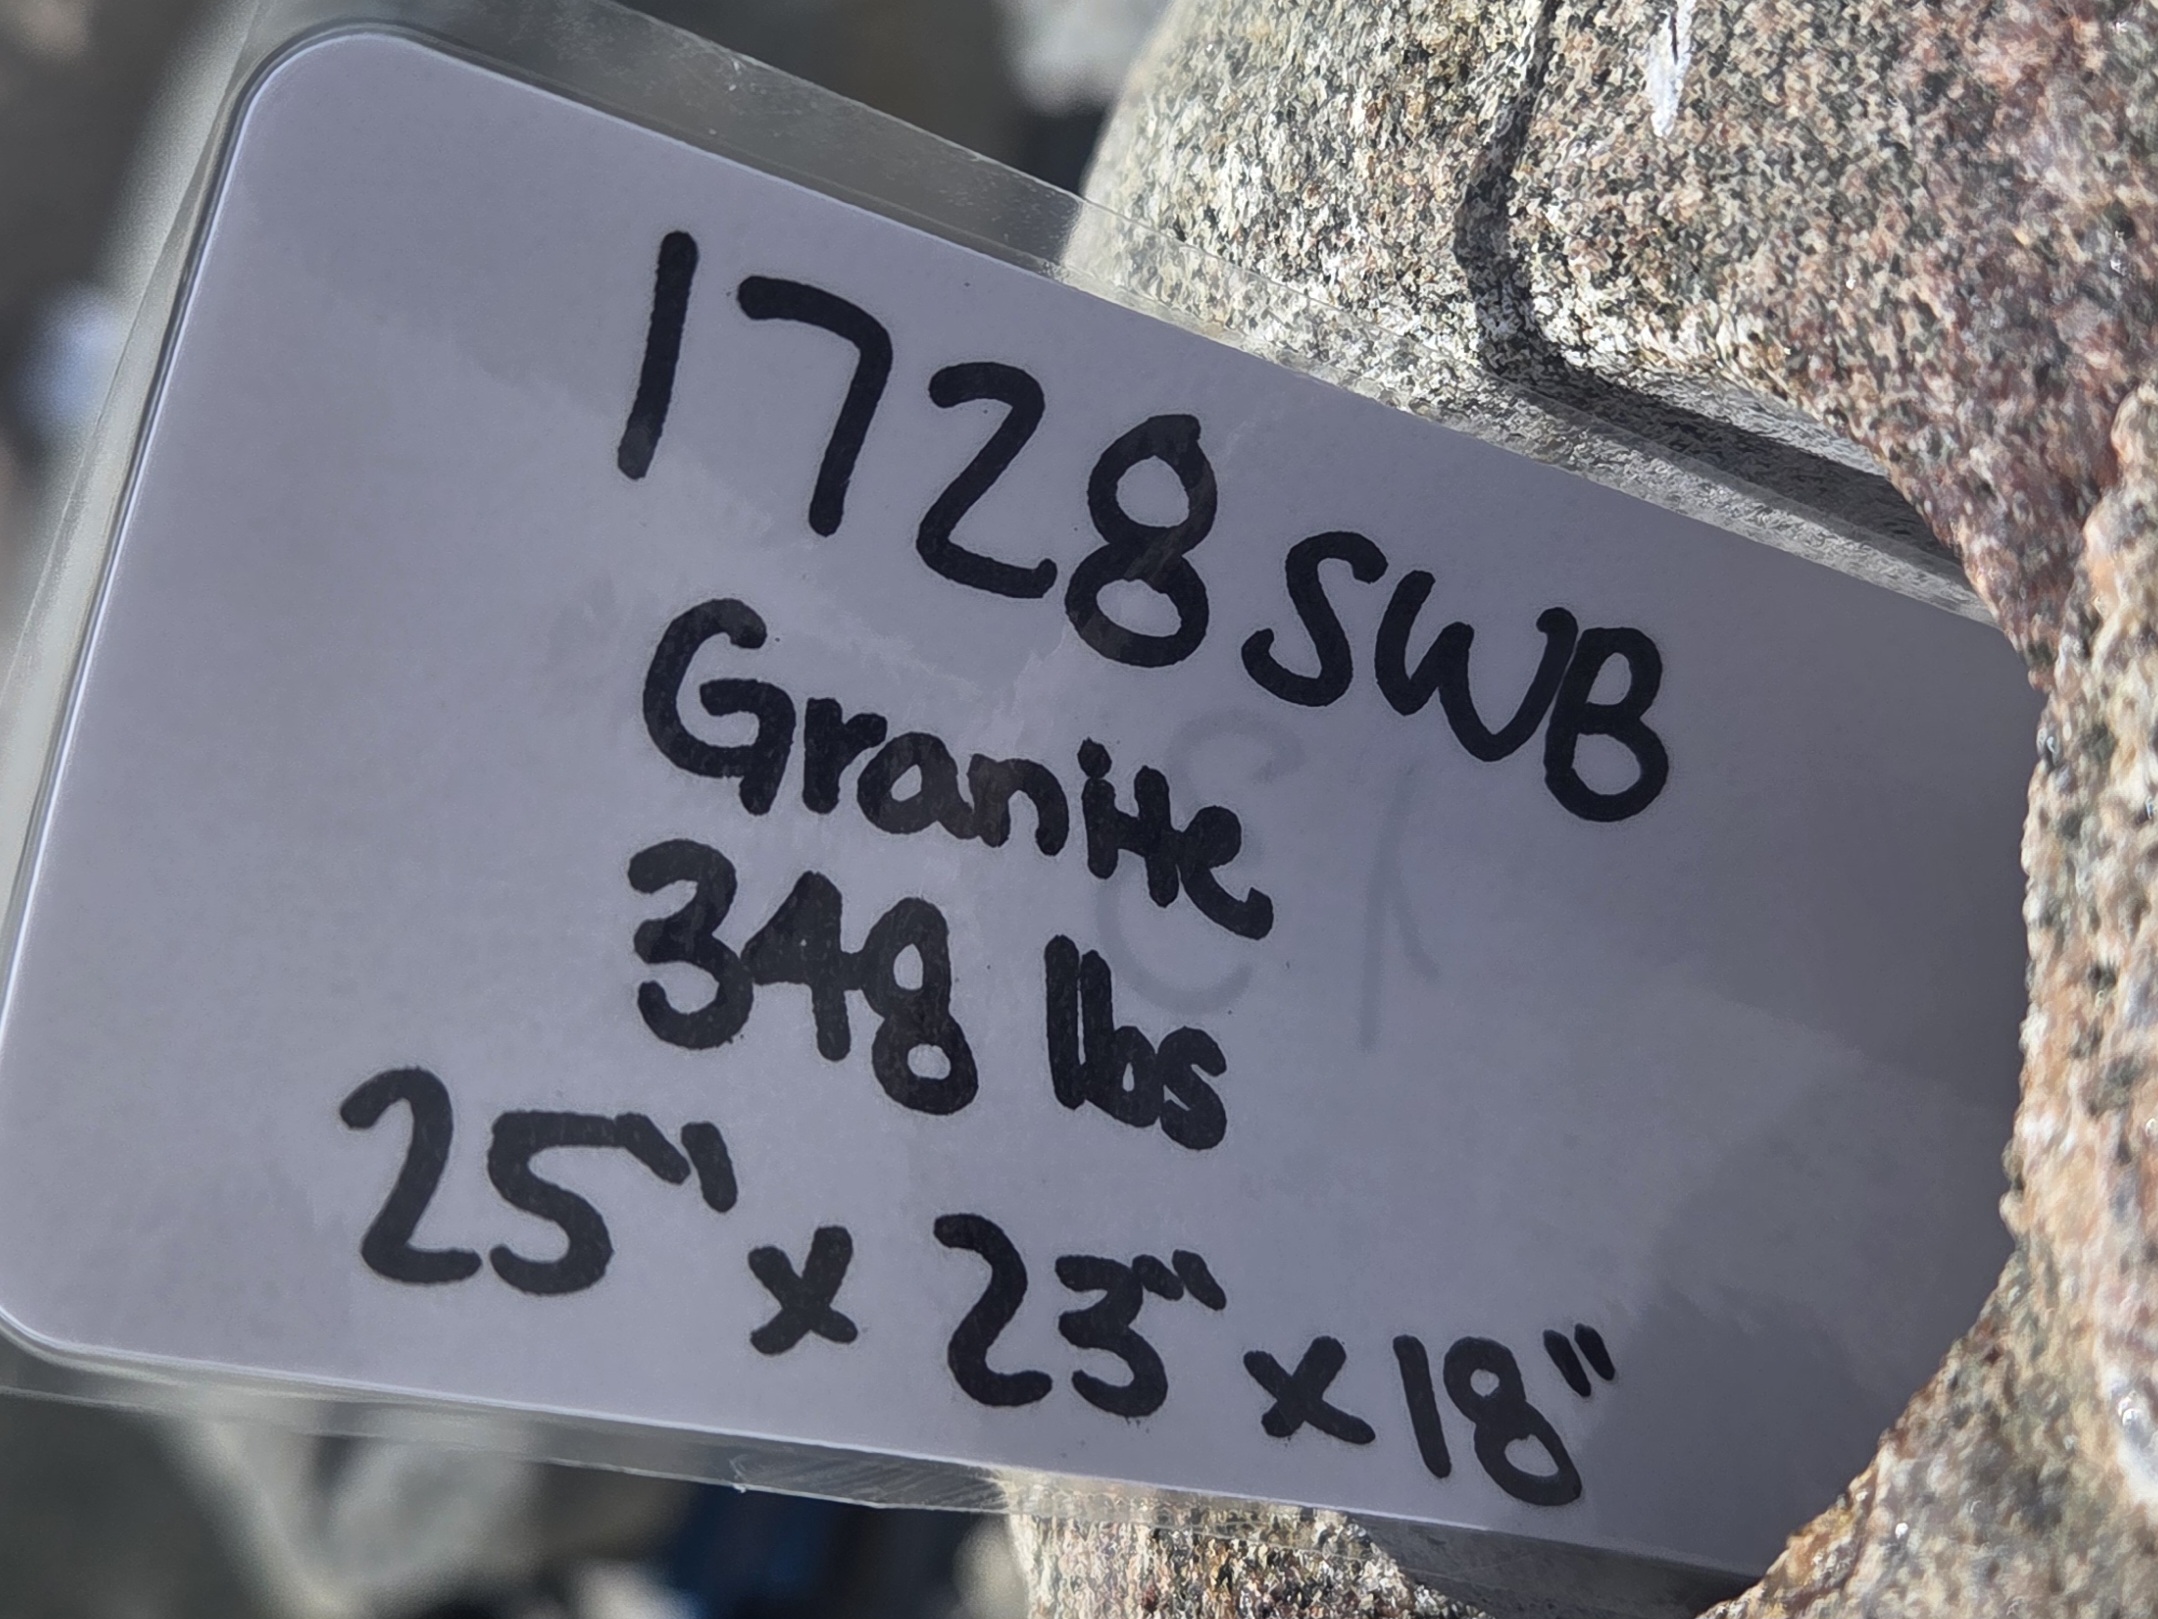 1728 SWB
Granite
348 lbs
25" x 23" x 18"